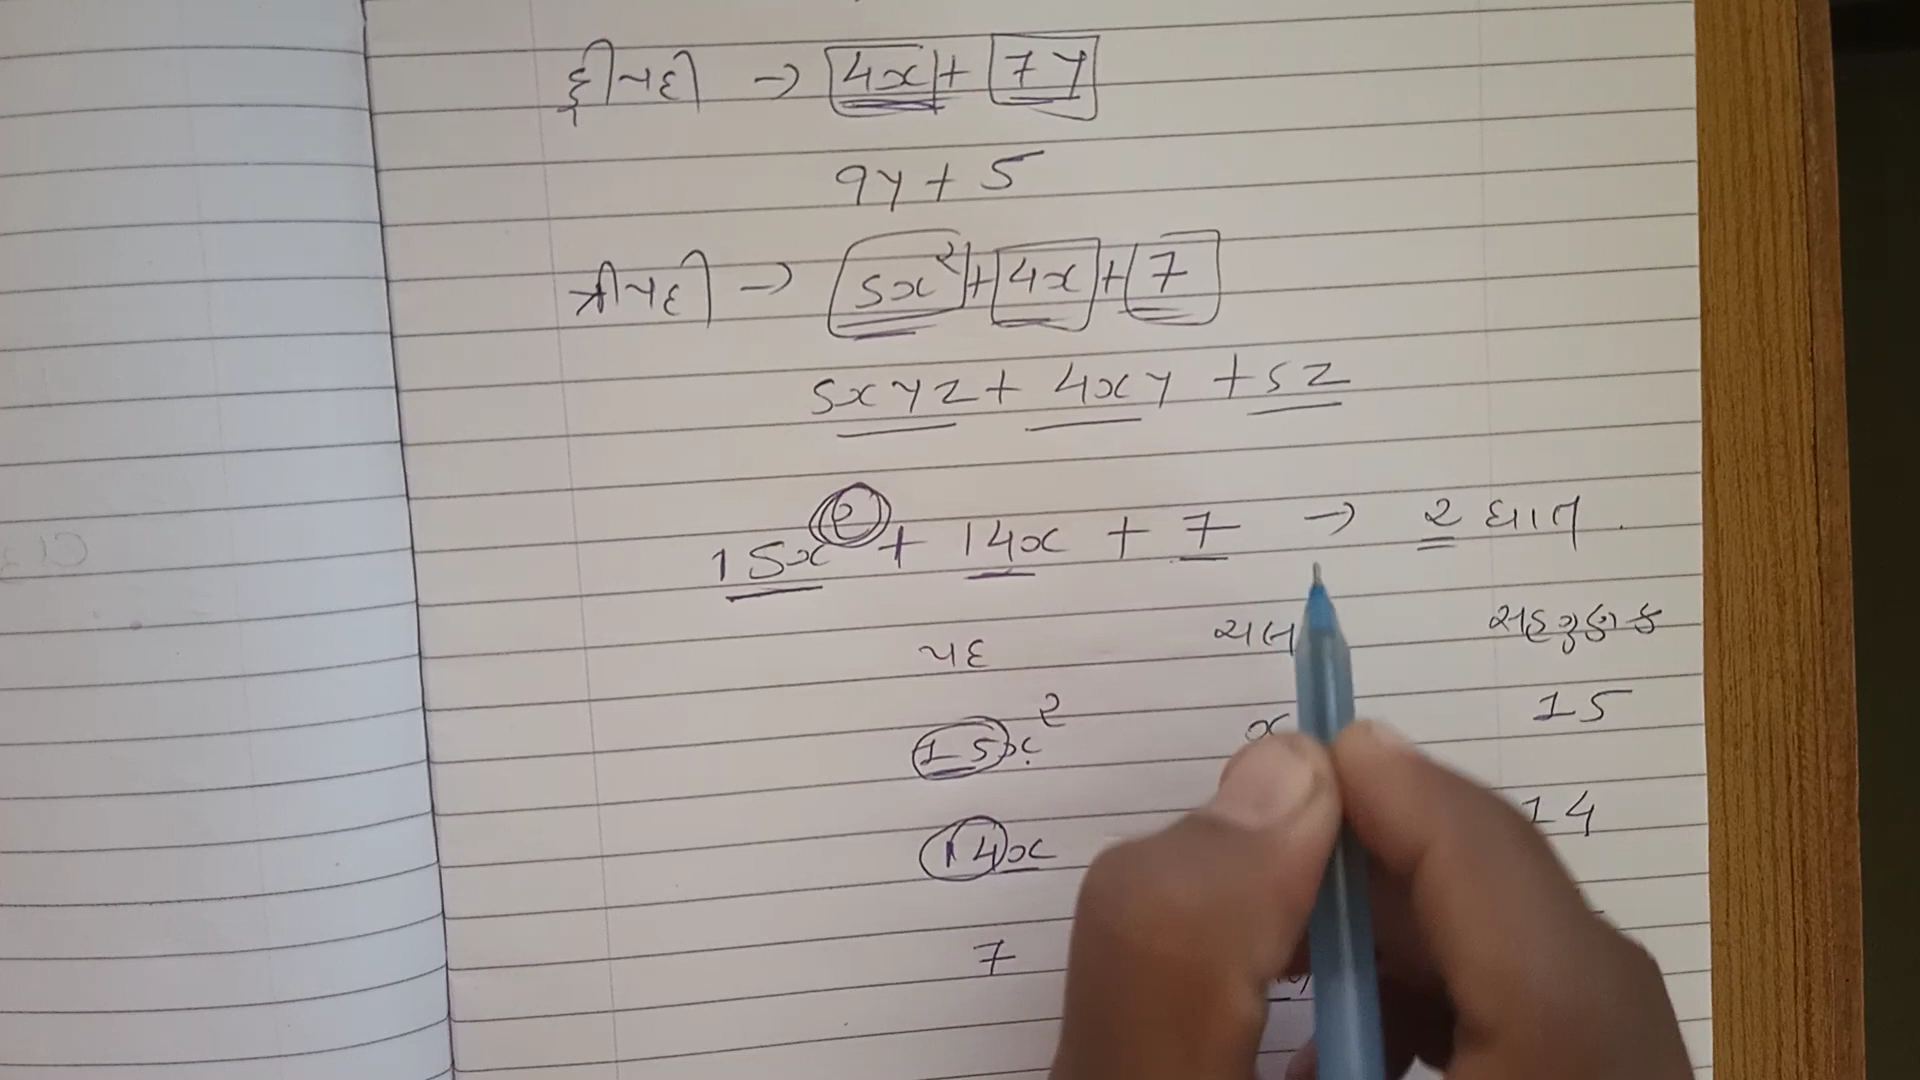 દ્વીપદી → 4x + 7y
9y + 5
ત્રીપદી → 5x² + 4x + 7
5xyz + 4xy + 5z
15x² + 14x + 7 → 2 ઘાત.
પદ ચલ સહગુણક
15x² x 15
14x 14
7